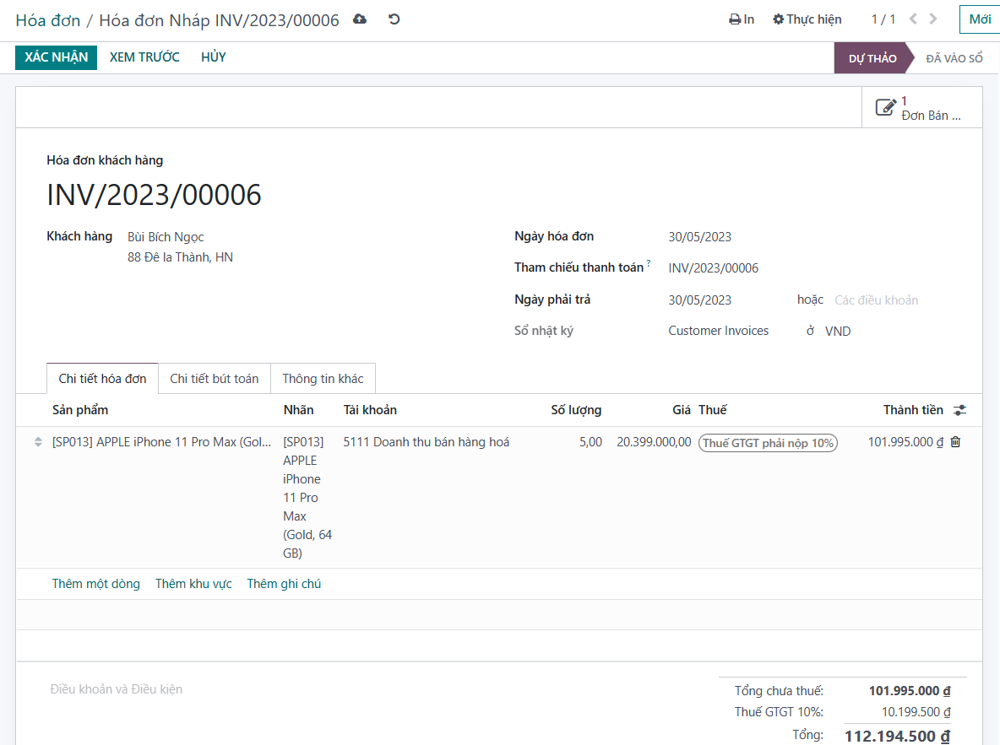 Hóa đơn / Hóa đơn Nháp INV/2023/00006 In Thực hiện 1 / 1 Mới
XÁC NHẬN XEM TRƯỚC HỦY DỰ THẢO ĐÃ VÀO SỔ
1
Đơn Bán ...
Hóa đơn khách hàng
INV/2023/00006
Khách hàng Bùi Bích Ngọc Ngày hóa đơn 30/05/2023
88 Đê la Thành, HN
Tham chiếu thanh toán ? INV/2023/00006
Ngày phải trả 30/05/2023 hoặc Các điều khoản
Sổ nhật ký Customer Invoices ở VND
Chi tiết hóa đơn Chi tiết bút toán Thông tin khác
Sản phẩm Nhãn Tài khoản Số lượng Giá Thuế Thành tiền
[SP013] APPLE iPhone 11 Pro Max (Gol... [SP013] 5111 Doanh thu bán hàng hoá 5,00 20.399.000,00 Thuế GTGT phải nộp 10% 101.995.000 ₫
APPLE
iPhone
11 Pro
Max
(Gold, 64
GB)
Thêm một dòng Thêm khu vực Thêm ghi chú
Điều khoản và Điều kiện Tổng chưa thuế: 101.995.000 ₫
Thuế GTGT 10%: 10.199.500 ₫
Tổng: 112.194.500 ₫